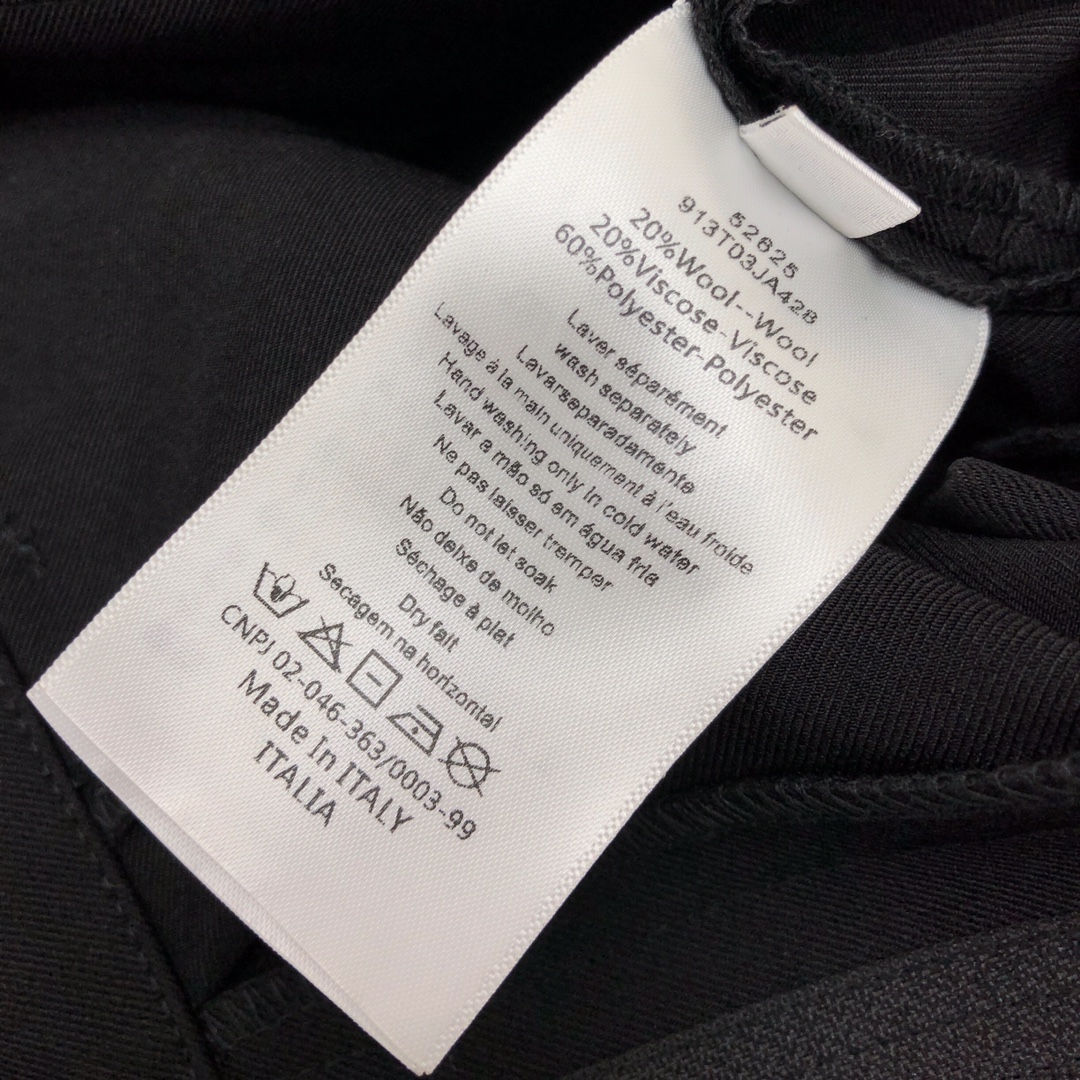 52625
913T03JA428
20%Wool--Wool
20%Viscose-Viscose
60%Polyester-Polyester
Laver séparément
wash separately
Lavarseparadamente
Lavage à la main uniquement à l'eau froide
Hand washing only in cold water
Lavar a mão só em água fria
Ne pas laisser tremper
Do not let soak
Não deixe de molho
Séchage à plat
Dry fait
Secagem na horizontal
CNPJ 02-046-363/0003-99
Made In ITALY
ITALIA